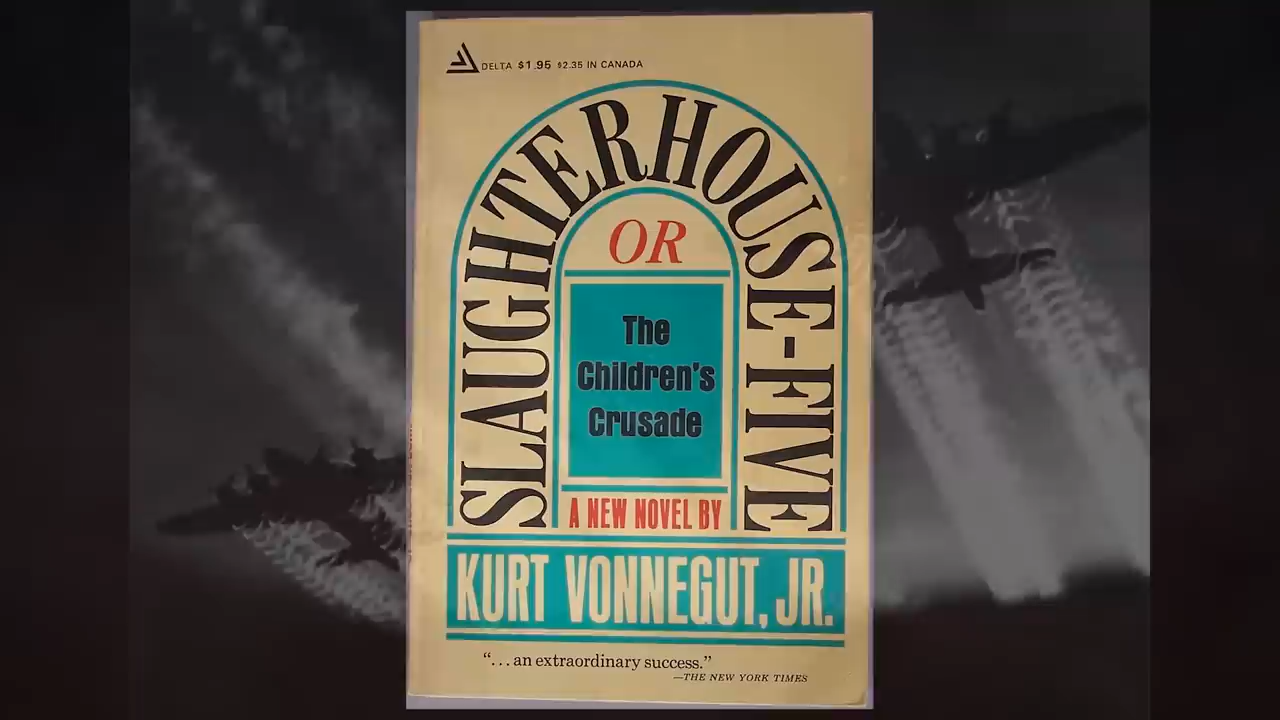 DELTA $1.95 $2.35 IN CANADA
SLAUGHTERHOUSE-FIVE
OR
The
Children's
Crusade
A NEW NOVEL BY
KURT VONNEGUT, JR.
“...an extraordinary success.”
—THE NEW YORK TIMES